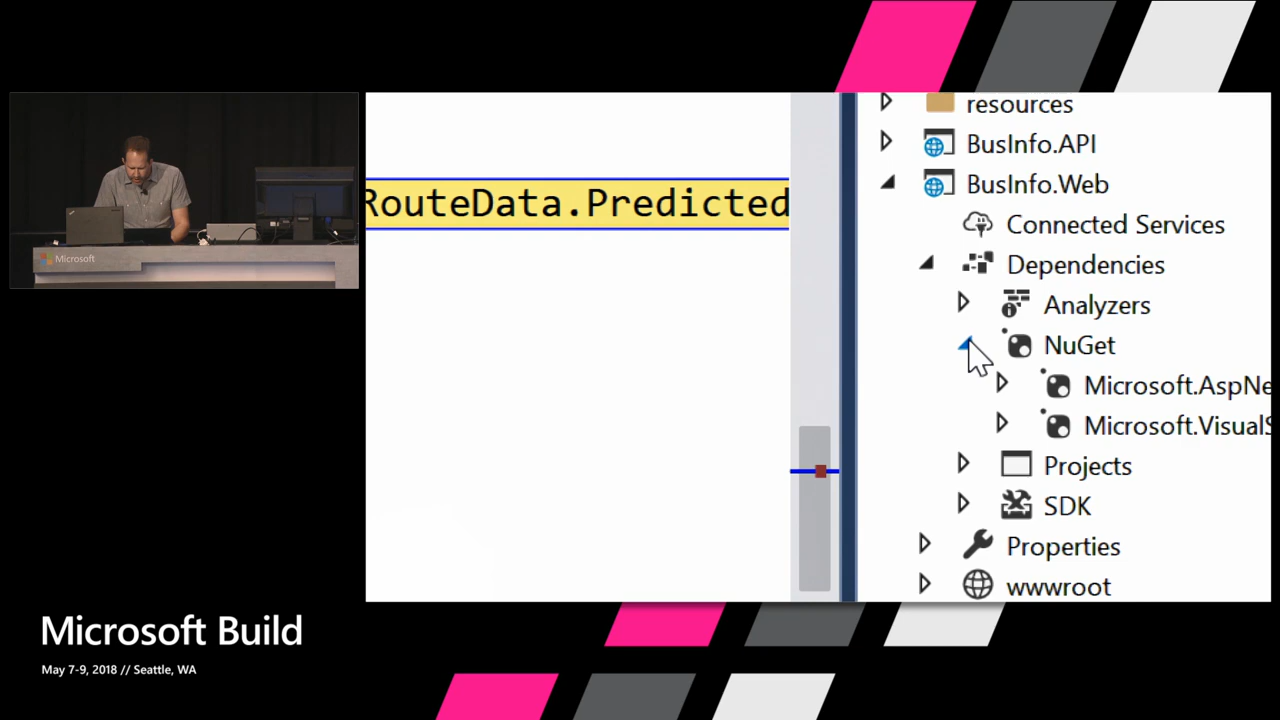 Microsoft
RouteData.Predicted
resources
BusInfo.API
BusInfo.Web
Connected Services
Dependencies
Analyzers
NuGet
Microsoft.AspNe
Microsoft.VisualS
Projects
SDK
Properties
wwwroot
Microsoft Build
May 7-9, 2018 // Seattle, WA